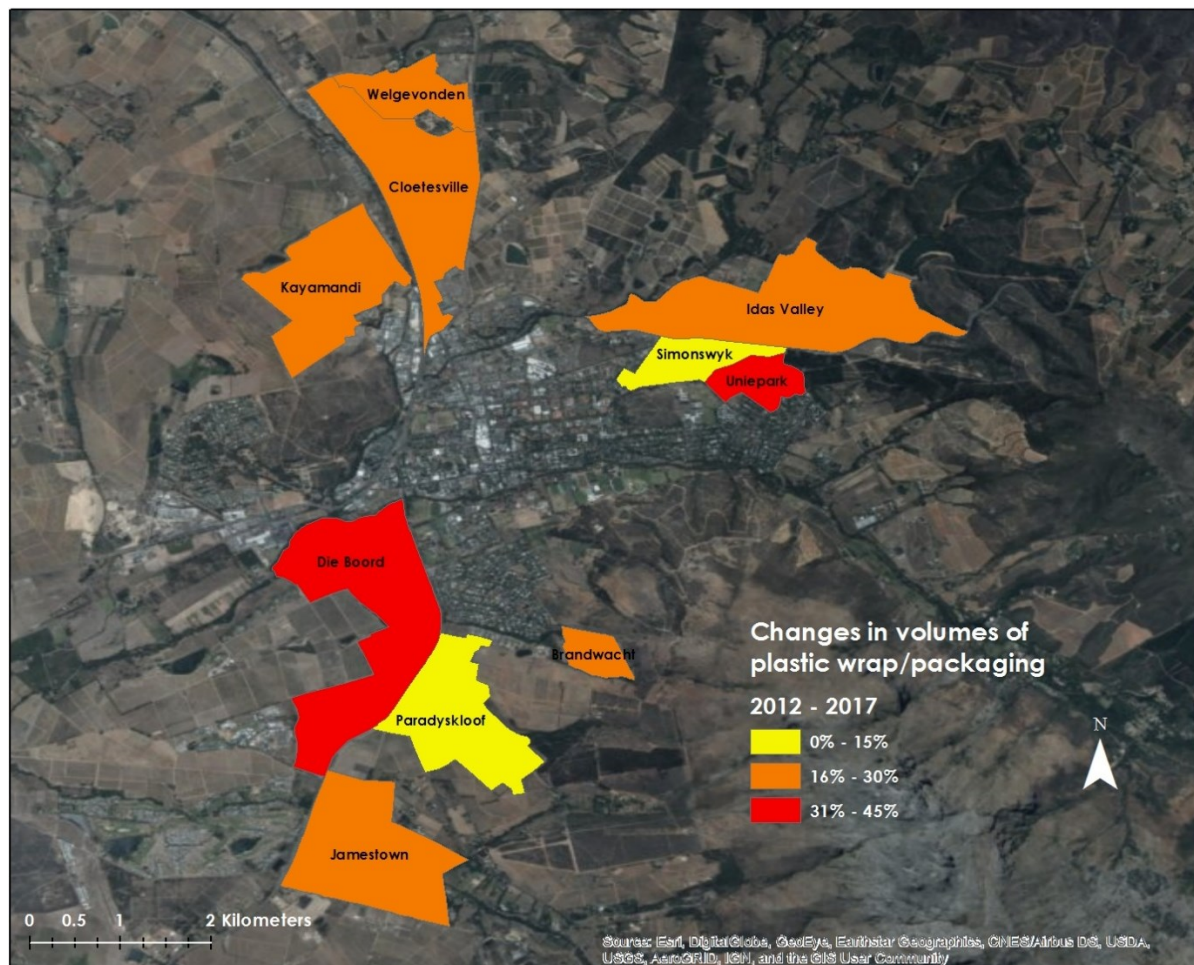 Welgevonden
Cloetesville
Kayamandi
Idas Valley
Simonswyk
Uniepark
Die Boord
Brandwacht
Paradyskloof
Jamestown
Changes in volumes of
plastic wrap/packaging
2012 - 2017
0% - 15%
16% - 30%
31% - 45%
N
0 0.5 1 2 Kilometers
Source: Esri, DigitalGlobe, GeoEye, Earthstar Geographics, CNES/Airbus DS, USDA,
USGS, AeroGRID, IGN, and the GIS User Community